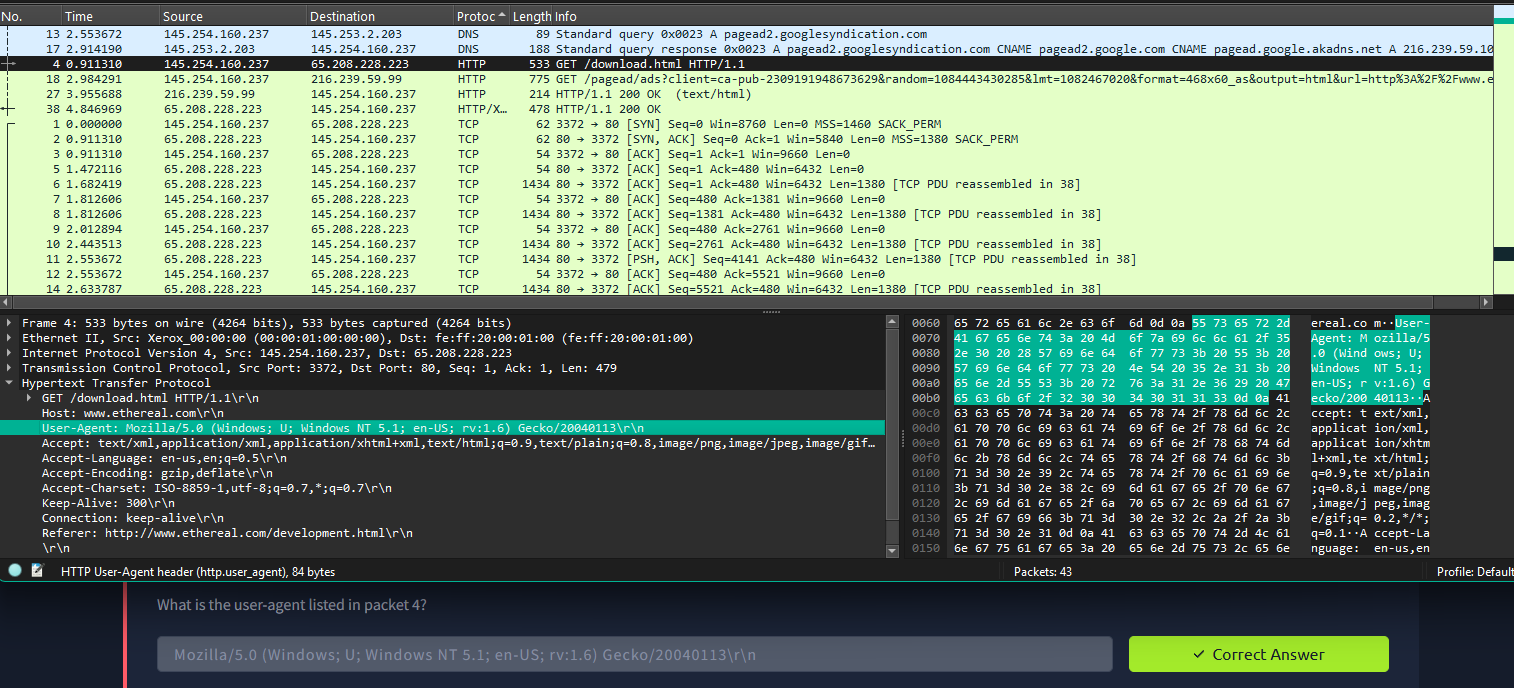 No. Time Source Destination Protoc Length Info
13 2.553672 145.254.160.237 145.253.2.203 DNS 89 Standard query 0x0023 A pagead2.googlesyndication.com
17 2.914190 145.253.2.203 145.254.160.237 DNS 188 Standard query response 0x0023 A pagead2.googlesyndication.com CNAME pagead2.google.com CNAME pagead.google.akadns.net A 216.239.59.10
4 0.911310 145.254.160.237 65.208.228.223 HTTP 533 GET /download.html HTTP/1.1
18 2.984291 145.254.160.237 216.239.59.99 HTTP 775 GET /pagead/ads?client=ca-pub-2309191948673629&random=1084443430285&lmt=1082467020&format=468x60_as&output=html&url=http%3A%2F%2Fwww.e
27 3.955688 216.239.59.99 145.254.160.237 HTTP 214 HTTP/1.1 200 OK (text/html)
38 4.846969 65.208.228.223 145.254.160.237 HTTP/X… 478 HTTP/1.1 200 OK
1 0.000000 145.254.160.237 65.208.228.223 TCP 62 3372 → 80 [SYN] Seq=0 Win=8760 Len=0 MSS=1460 SACK_PERM
2 0.911310 65.208.228.223 145.254.160.237 TCP 62 80 → 3372 [SYN, ACK] Seq=0 Ack=1 Win=5840 Len=0 MSS=1380 SACK_PERM
3 0.911310 145.254.160.237 65.208.228.223 TCP 54 3372 → 80 [ACK] Seq=1 Ack=1 Win=9660 Len=0
5 1.472116 65.208.228.223 145.254.160.237 TCP 54 80 → 3372 [ACK] Seq=1 Ack=480 Win=6432 Len=0
6 1.682419 65.208.228.223 145.254.160.237 TCP 1434 80 → 3372 [ACK] Seq=1 Ack=480 Win=6432 Len=1380 [TCP PDU reassembled in 38]
7 1.812606 145.254.160.237 65.208.228.223 TCP 54 3372 → 80 [ACK] Seq=480 Ack=1381 Win=9660 Len=0
8 1.812606 65.208.228.223 145.254.160.237 TCP 1434 80 → 3372 [ACK] Seq=1381 Ack=480 Win=6432 Len=1380 [TCP PDU reassembled in 38]
9 2.012894 145.254.160.237 65.208.228.223 TCP 54 3372 → 80 [ACK] Seq=480 Ack=2761 Win=9660 Len=0
10 2.443513 65.208.228.223 145.254.160.237 TCP 1434 80 → 3372 [ACK] Seq=2761 Ack=480 Win=6432 Len=1380 [TCP PDU reassembled in 38]
11 2.553672 65.208.228.223 145.254.160.237 TCP 1434 80 → 3372 [PSH, ACK] Seq=4141 Ack=480 Win=6432 Len=1380 [TCP PDU reassembled in 38]
12 2.553672 145.254.160.237 65.208.228.223 TCP 54 3372 → 80 [ACK] Seq=480 Ack=5521 Win=9660 Len=0
14 2.633787 65.208.228.223 145.254.160.237 TCP 1434 80 → 3372 [ACK] Seq=5521 Ack=480 Win=6432 Len=1380 [TCP PDU reassembled in 38]
Frame 4: 533 bytes on wire (4264 bits), 533 bytes captured (4264 bits)
Ethernet II, Src: Xerox_00:00:00 (00:00:01:00:00:00), Dst: fe:ff:20:00:01:00 (fe:ff:20:00:01:00)
Internet Protocol Version 4, Src: 145.254.160.237, Dst: 65.208.228.223
Transmission Control Protocol, Src Port: 3372, Dst Port: 80, Seq: 1, Ack: 1, Len: 479
Hypertext Transfer Protocol
GET /download.html HTTP/1.1\r\n
Host: www.ethereal.com\r\n
User-Agent: Mozilla/5.0 (Windows; U; Windows NT 5.1; en-US; rv:1.6) Gecko/20040113\r\n
Accept: text/xml,application/xml,application/xhtml+xml,text/html;q=0.9,text/plain;q=0.8,image/png,image/jpeg,image/gif…
Accept-Language: en-us,en;q=0.5\r\n
Accept-Encoding: gzip,deflate\r\n
Accept-Charset: ISO-8859-1,utf-8;q=0.7,*;q=0.7\r\n
Keep-Alive: 300\r\n
Connection: keep-alive\r\n
Referer: http://www.ethereal.com/development.html\r\n
\r\n
0060 65 72 65 61 6c 2e 63 6f 6d 0d 0a 55 73 65 72 2d ereal.co m··User-
0070 41 67 65 6e 74 3a 20 4d 6f 7a 69 6c 6c 61 2f 35 Agent: M ozilla/5
0080 2e 30 20 28 57 69 6e 64 6f 77 73 3b 20 55 3b 20 .0 (Wind ows; U;
0090 57 69 6e 64 6f 77 73 20 4e 54 20 35 2e 31 3b 20 Windows NT 5.1;
00a0 65 6e 2d 55 53 3b 20 72 76 3a 31 2e 36 29 20 47 en-US; r v:1.6) G
00b0 65 63 6b 6f 2f 32 30 30 34 30 31 31 33 0d 0a 41 ecko/200 40113··A
00c0 63 63 65 70 74 3a 20 74 65 78 74 2f 78 6d 6c 2c ccept: t ext/xml,
00d0 61 70 70 6c 69 63 61 74 69 6f 6e 2f 78 6d 6c 2c applicat ion/xml,
00e0 61 70 70 6c 69 63 61 74 69 6f 6e 2f 78 68 74 6d applicat ion/xhtm
00f0 6c 2b 78 6d 6c 2c 74 65 78 74 2f 68 74 6d 6c 3b l+xml,te xt/html;
0100 71 3d 30 2e 39 2c 74 65 78 74 2f 70 6c 61 69 6e q=0.9,te xt/plain
0110 3b 71 3d 30 2e 38 2c 69 6d 61 67 65 2f 70 6e 67 ;q=0.8,i mage/png
0120 2c 69 6d 61 67 65 2f 6a 70 65 67 2c 69 6d 61 67 ,image/j peg,imag
0130 65 2f 67 69 66 3b 71 3d 30 2e 32 2c 2a 2f 2a 3b e/gif;q= 0.2,*/*;
0140 71 3d 30 2e 31 0d 0a 41 63 63 65 70 74 2d 4c 61 q=0.1··A ccept-La
0150 6e 67 75 61 67 65 3a 20 65 6e 2d 75 73 2c 65 6e nguage: en-us,en
HTTP User-Agent header (http.user_agent), 84 bytes
Packets: 43
Profile: Default
What is the user-agent listed in packet 4?
Mozilla/5.0 (Windows; U; Windows NT 5.1; en-US; rv:1.6) Gecko/20040113\r\n
✓ Correct Answer